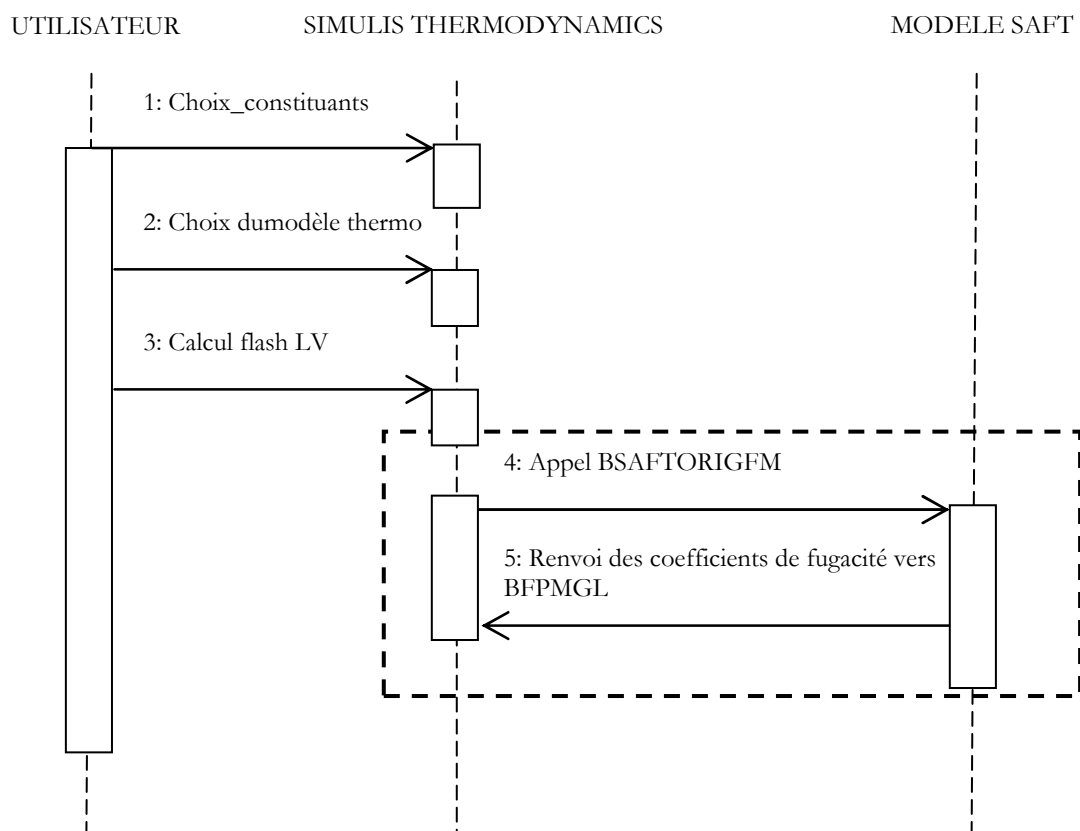 UTILISATEUR
SIMULIS THERMODYNAMICS
MODELE SAFT
1: Choix_constituants
2: Choix dumodèle thermo
3: Calcul flash LV
4: Appel BSAFTORIGFM
5: Renvoi des coefficients de fugacité vers
BFPMGL